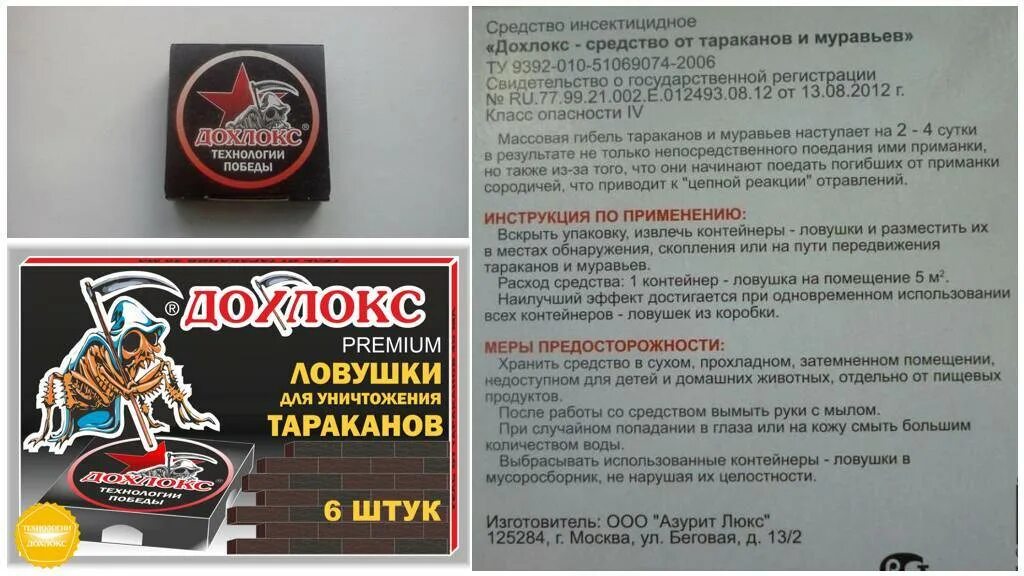 ДОХЛОКС®
ТЕХНОЛОГИИ
ПОБЕДЫ
® ДОХЛОКС
PREMIUM
ЛОВУШКИ
ДЛЯ УНИЧТОЖЕНИЯ
ТАРАКАНОВ
ДОХЛОКС®
ТЕХНОЛОГИИ
ПОБЕДЫ
6 ШТУК
ТЕХНОЛОГИИ
ДОХЛОКС
Средство инсектицидное
«Дохлокс - средство от тараканов и муравьев»
ТУ 9392-010-51069074-2006
Свидетельство о государственной регистрации
№ RU.77.99.21.002.Е.012493.08.12 от 13.08.2012 г.
Класс опасности IV
Массовая гибель тараканов и муравьев наступает на 2 - 4 сутки
в результате не только непосредственного поедания ими приманки,
но также из-за того, что они начинают поедать погибших от приманки
сородичей, что приводит к "цепной реакции" отравлений.
ИНСТРУКЦИЯ ПО ПРИМЕНЕНИЮ:
Вскрыть упаковку, извлечь контейнеры - ловушки и разместить их
в местах обнаружения, скопления или на пути передвижения
тараканов и муравьев.
Расход средства: 1 контейнер - ловушка на помещение 5 м².
Наилучший эффект достигается при одновременном использовании
всех контейнеров - ловушек из коробки.
МЕРЫ ПРЕДОСТОРОЖНОСТИ:
Хранить средство в сухом, прохладном, затемненном помещении,
недоступном для детей и домашних животных, отдельно от пищевых
продуктов.
После работы со средством вымыть руки с мылом.
При случайном попадании в глаза или на кожу смыть большим
количеством воды.
Выбрасывать использованные контейнеры - ловушки в
мусоросборник, не нарушая их целостности.
Изготовитель: ООО "Азурит Люкс"
125284, г. Москва, ул. Беговая, д. 13/2